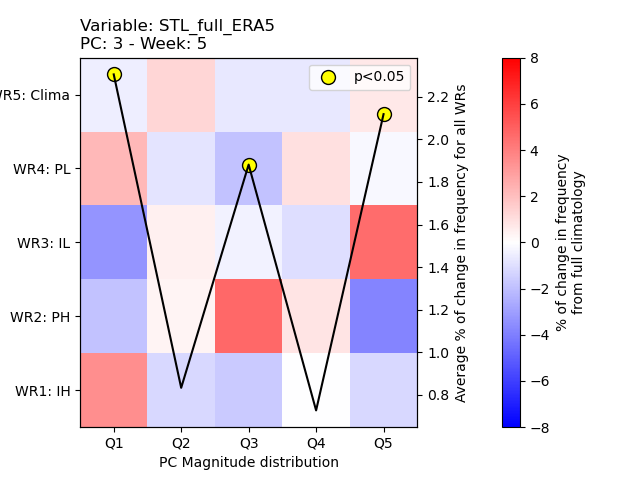 Variable: STL_full_ERA5
PC: 3 - Week: 5
p<0.05
WR5: Clima
WR4: PL
WR3: IL
WR2: PH
WR1: IH
Q1 Q2 Q3 Q4 Q5
PC Magnitude distribution
2.2
2.0
1.8
1.6
1.4
1.2
1.0
0.8
Average % of change in frequency for all WRs
8
6
4
2
0
−2
−4
−6
−8
% of change in frequency
from full climatology